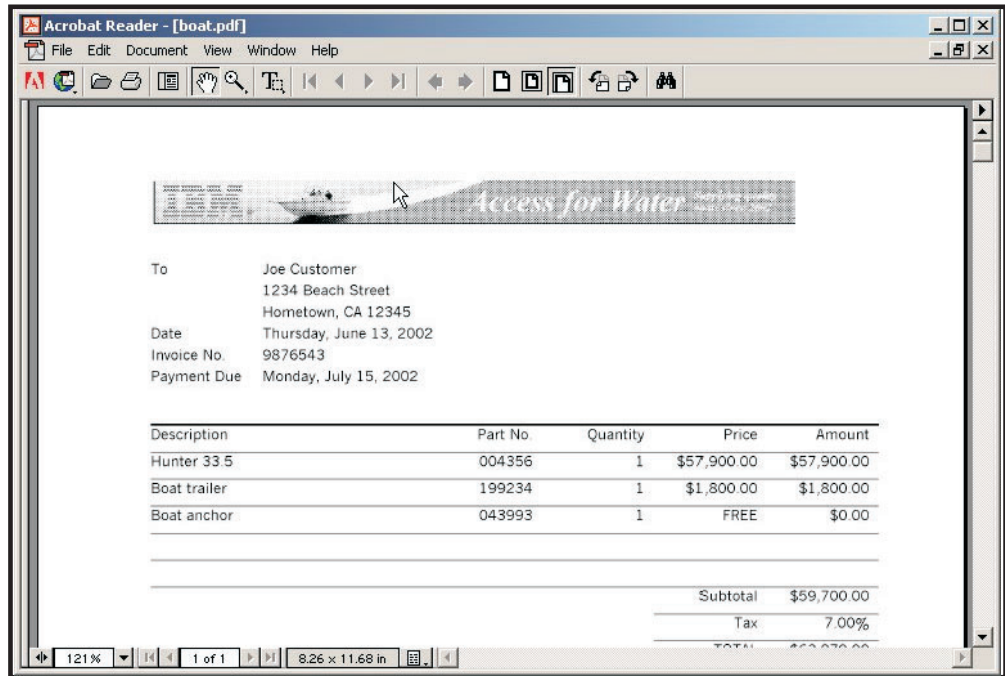 Acrobat Reader - [boat.pdf]
File Edit Document View Window Help
IBM
Access for Water
To Joe Customer
1234 Beach Street
Hometown, CA 12345
Date Thursday, June 13, 2002
Invoice No. 9876543
Payment Due Monday, July 15, 2002
Description Part No. Quantity Price Amount
Hunter 33.5 004356 1 $57,900.00 $57,900.00
Boat trailer 199234 1 $1,800.00 $1,800.00
Boat anchor 043993 1 FREE $0.00
Subtotal $59,700.00
Tax 7.00%
TOTAL
121% 1 of 1 8.26 x 11.68 in